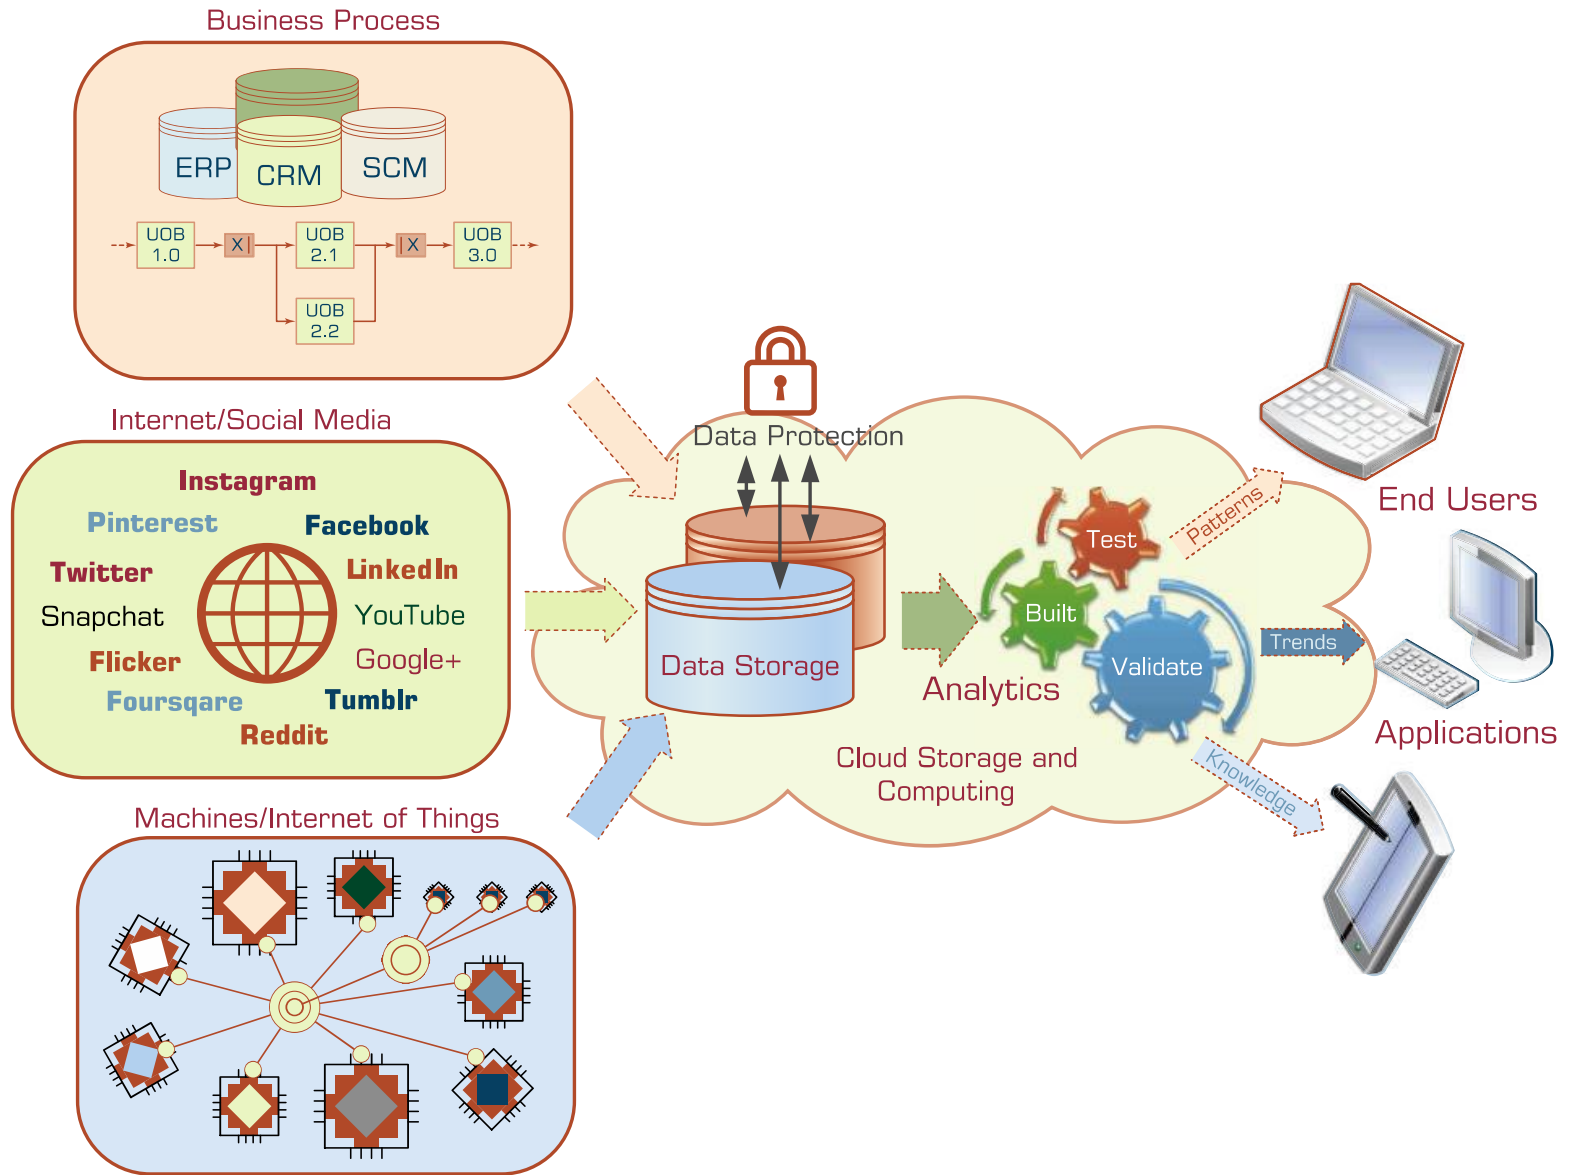 Business Process
ERP
CRM
SCM
UOB
1.0
X|
UOB
2.1
|X
UOB
3.0
UOB
2.2
Internet/Social Media
Instagram
Pinterest
Facebook
Twitter
LinkedIn
Snapchat
YouTube
Flicker
Google+
Foursqare
Tumblr
Reddit
Machines/Internet of Things
Data Protection
Data Storage
Analytics
Test
Built
Validate
Cloud Storage and
Computing
Patterns
Trends
Knowledge
End Users
Applications